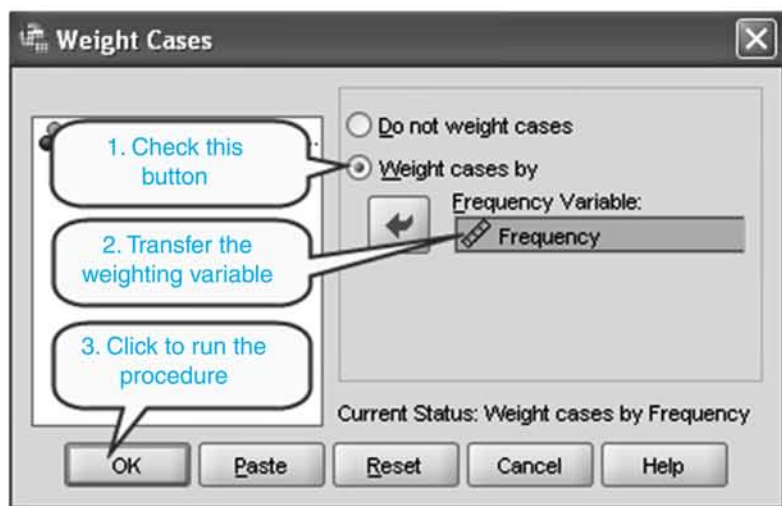 Weight Cases
1. Check this
button
2. Transfer the
weighting variable
3. Click to run the
procedure
Do not weight cases
Weight cases by
Frequency Variable:
Frequency
Current Status: Weight cases by Frequency
OK
Paste
Reset
Cancel
Help